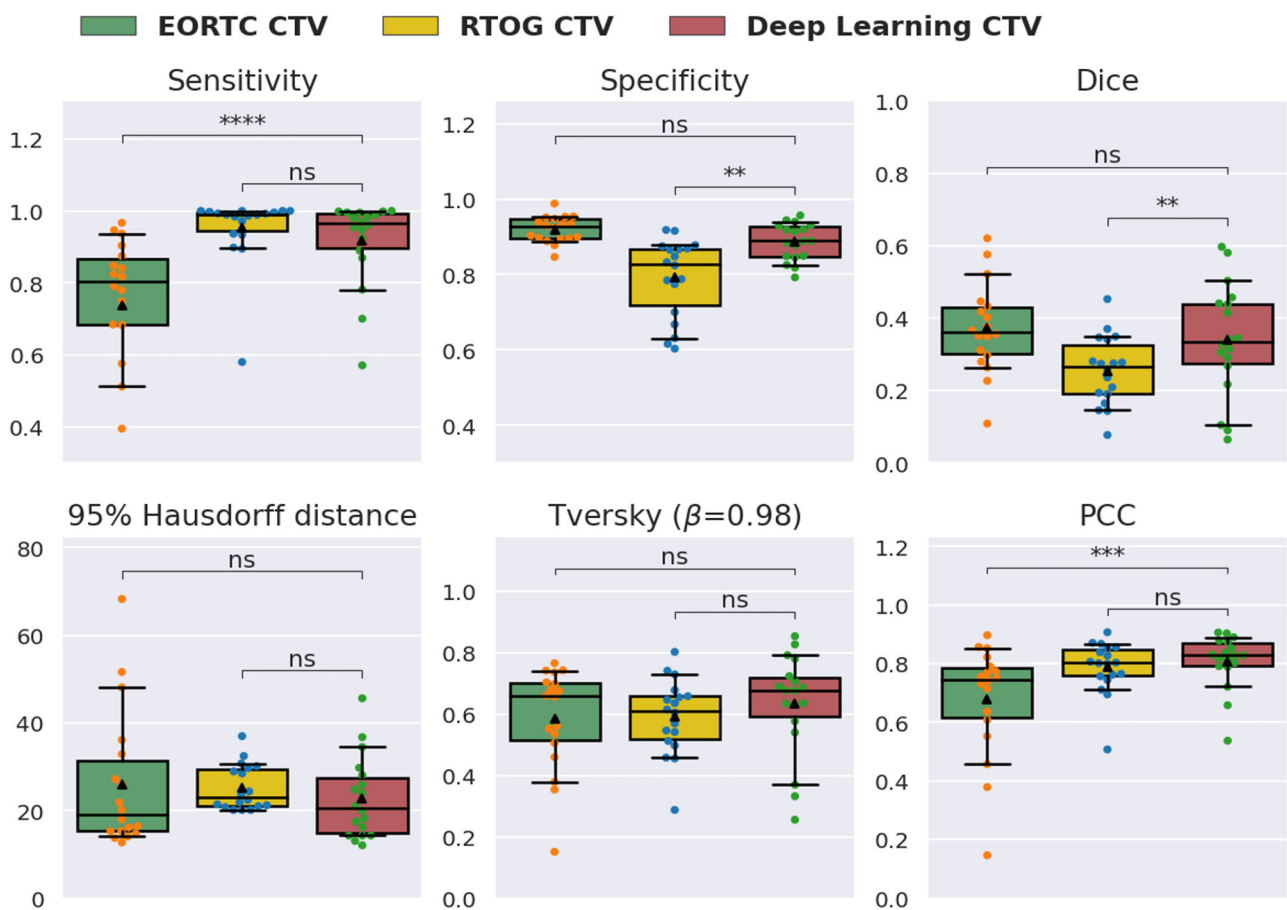 EORTC CTV RTOG CTV Deep Learning CTV
Sensitivity Specificity Dice
1.2 1.0 0.8 0.6 0.4
**** ns
1.2 1.0 0.8 0.6 0.4
ns **
1.0 0.8 0.6 0.4 0.2 0.0
ns **
95% Hausdorff distance Tversky (β=0.98) PCC
80 60 40 20 0
ns ns
1.0 0.8 0.6 0.4 0.2 0.0
ns ns
1.2 1.0 0.8 0.6 0.4 0.2 0.0
*** ns